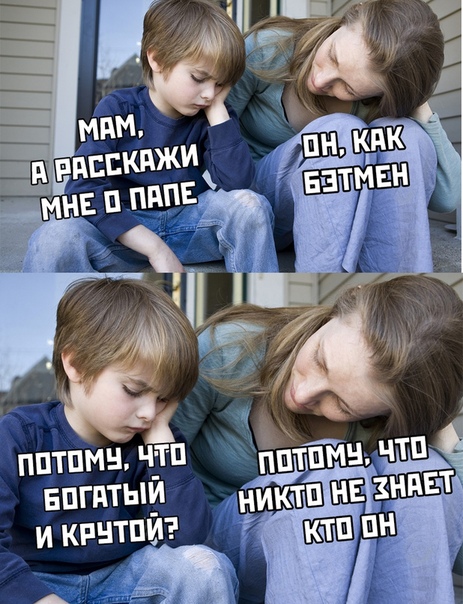 МАМ,
А РАССКАЖИ
МНЕ О ПАПЕ
ОН, КАК
БЭТМЕН
ПОТОМУ, ЧТО
БОГАТЫЙ
И КРУТОЙ?
ПОТОМУ, ЧТО
НИКТО НЕ ЗНАЕТ
КТО ОН